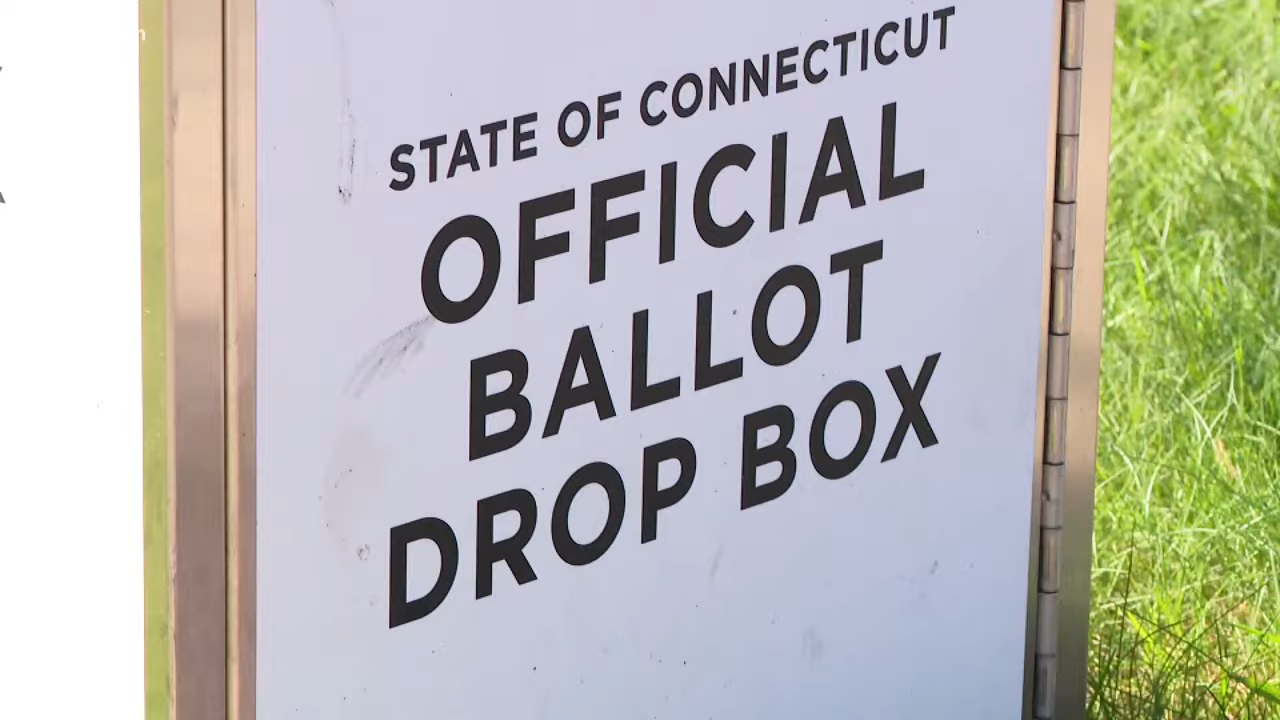 STATE OF CONNECTICUT
OFFICIAL
BALLOT
DROP BOX